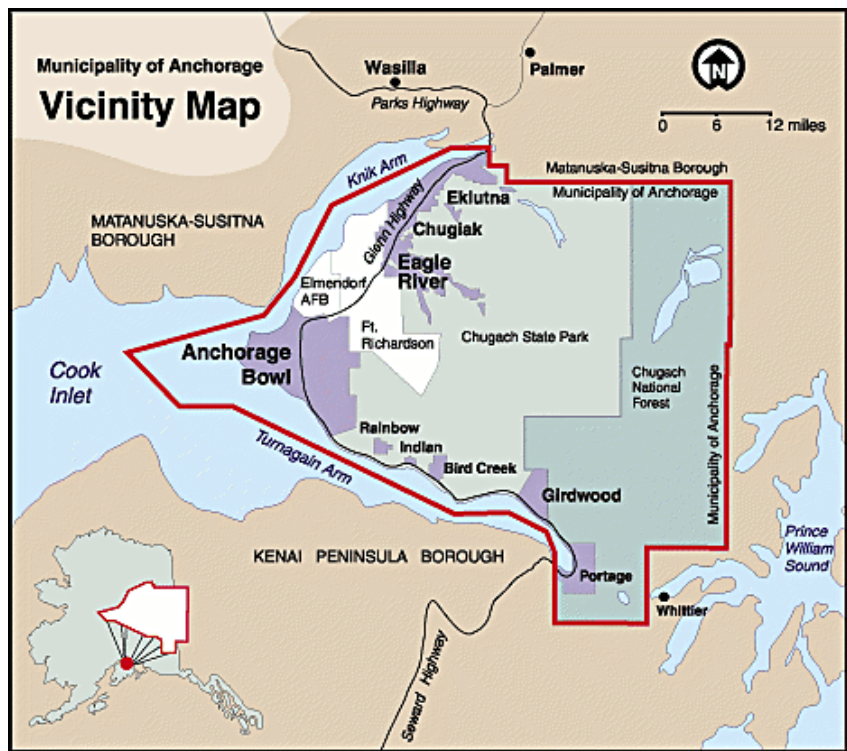 Municipality of Anchorage
Vicinity Map
Wasilla
Palmer
Parks Highway
N
0 6 12 miles
Knik Arm
Matanuska-Susitna Borough
Municipality of Anchorage
MATANUSKA-SUSITNA
BOROUGH
Glenn Highway
Eklutna
Chugiak
Eagle
River
Elmendorf
AFB
Ft.
Richardson
Chugach State Park
Anchorage
Bowl
Cook
Inlet
Chugach
National
Forest
Municipality of Anchorage
Rainbow
Indian
Bird Creek
Turnagain Arm
Girdwood
Prince
William
Sound
KENAI PENINSULA BOROUGH
Portage
Whittier
Seward Highway